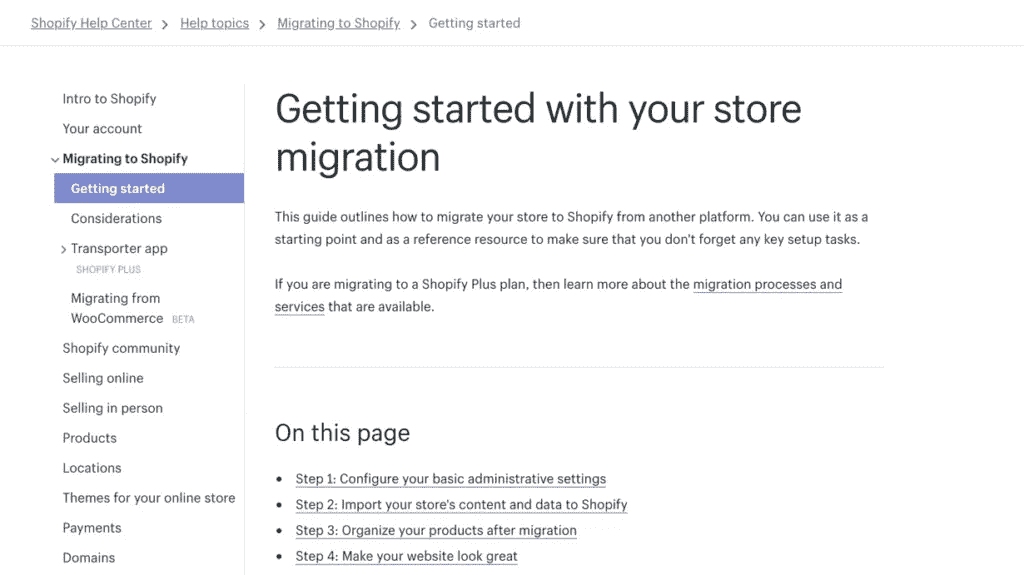 Shopify Help Center > Help topics > Migrating to Shopify > Getting started
Intro to Shopify
Your account
Migrating to Shopify
Getting started
Considerations
Transporter app
SHOPIFY PLUS
Migrating from
WooCommerce BETA
Shopify community
Selling online
Selling in person
Products
Locations
Themes for your online store
Payments
Domains
Getting started with your store
migration
This guide outlines how to migrate your store to Shopify from another platform. You can use it as a
starting point and as a reference resource to make sure that you don't forget any key setup tasks.
If you are migrating to a Shopify Plus plan, then learn more about the migration processes and
services that are available.
On this page
• Step 1: Configure your basic administrative settings
• Step 2: Import your store's content and data to Shopify
• Step 3: Organize your products after migration
• Step 4: Make your website look great